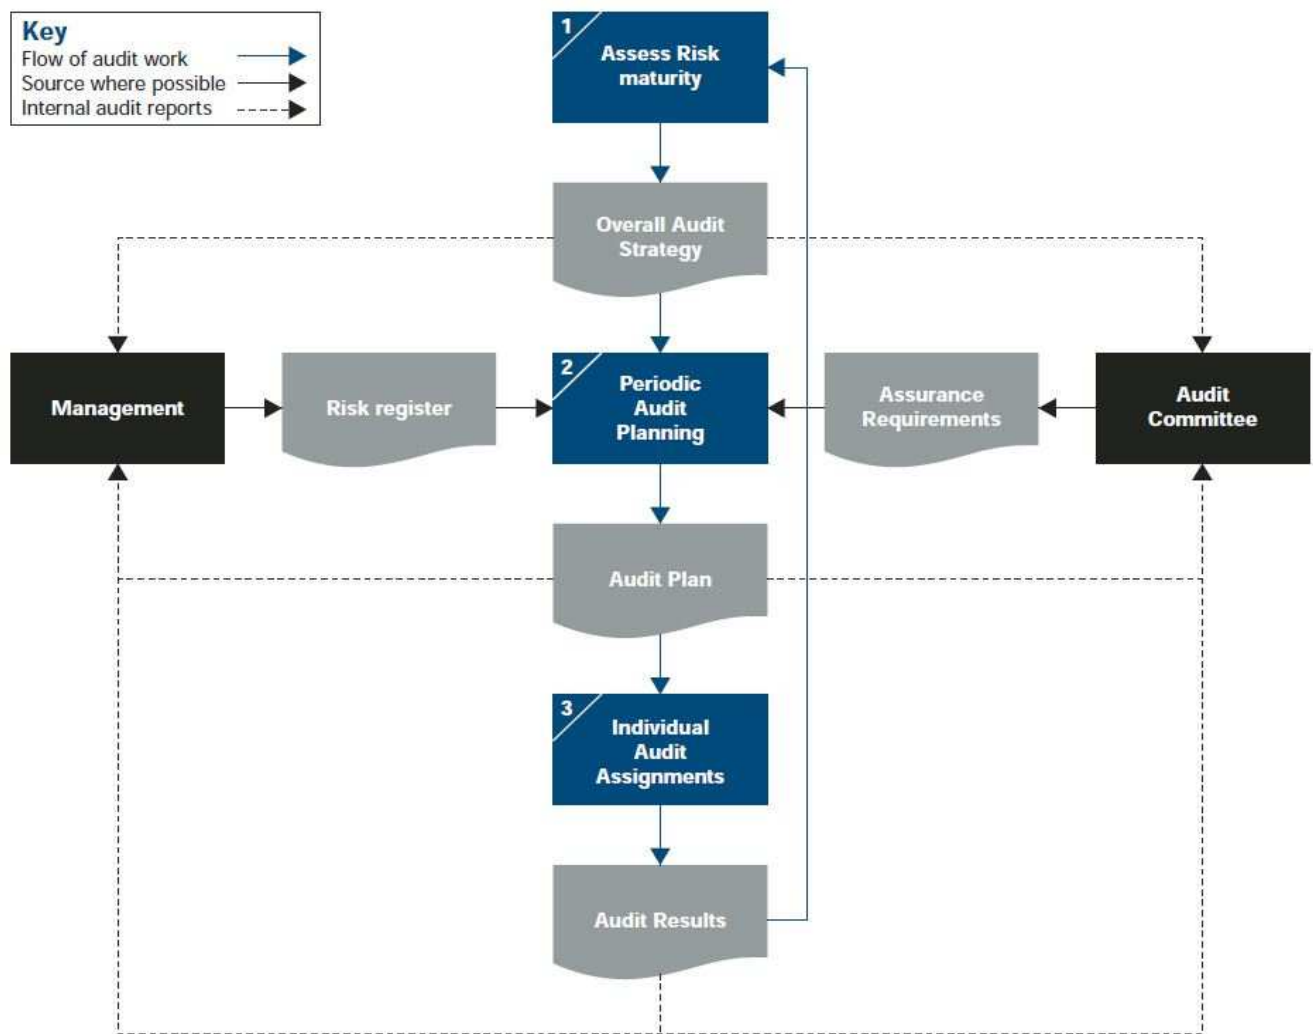 Key
Flow of audit work
Source where possible
Internal audit reports
1
Assess Risk
maturity
Overall Audit
Strategy
Management
Risk register
2
Periodic
Audit
Planning
Assurance
Requirements
Audit
Committee
Audit Plan
3
Individual
Audit
Assignments
Audit Results